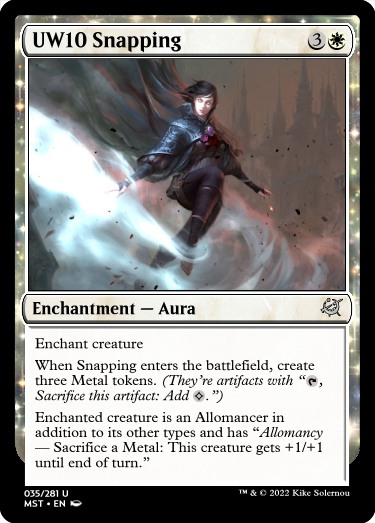 UW10 Snapping 3
Enchantment — Aura
Enchant creature
When Snapping enters the battlefield, create
three Metal tokens. (They’re artifacts with “
,
Sacrifice this artifact: Add .”)
Enchanted creature is an Allomancer in
addition to its other types and has “Allomancy
— Sacrifice a Metal: This creature gets +1/+1
until end of turn.”
035/281 U
MST • EN
™ & © 2022 Kike Solernou